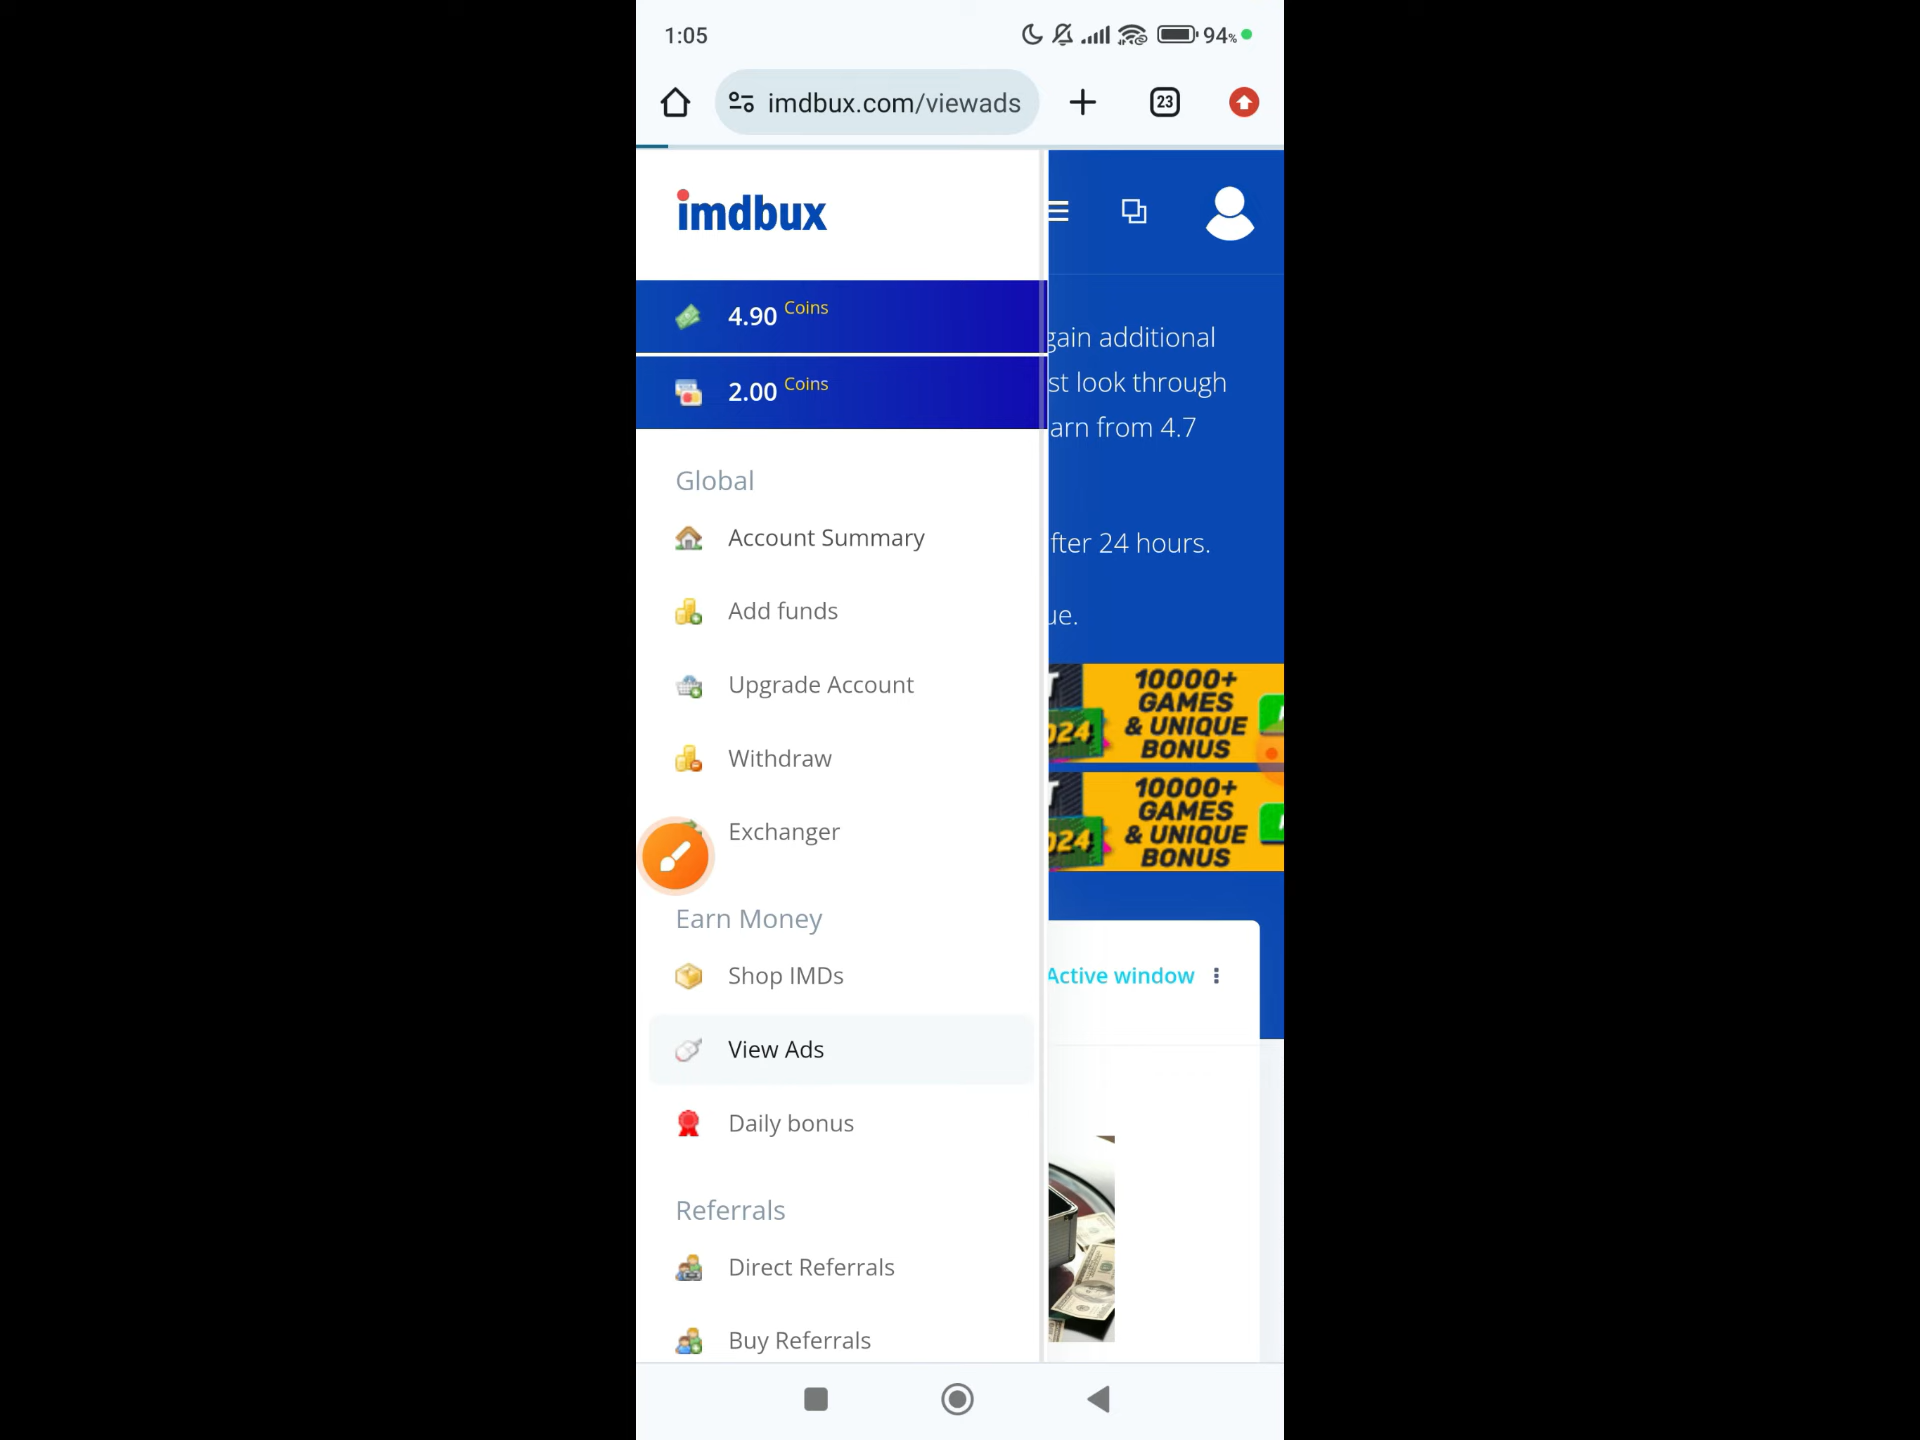 1:05
94%
imdbux.com/viewads
23
imdbux
4.90 Coins
2.00 Coins
Global
Account Summary
Add funds
Upgrade Account
Withdraw
Exchanger
Earn Money
Shop IMDs
View Ads
Daily bonus
Referrals
Direct Referrals
Buy Referrals
gain additional
st look through
arn from 4.7
fter 24 hours.
ue.
T
10000+
GAMES
& UNIQUE
BONUS
024
T
10000+
GAMES
& UNIQUE
BONUS
024
Active window